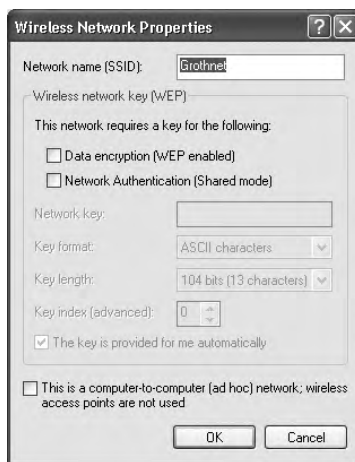 Wireless Network Properties
Network name (SSID): Grothnet
Wireless network key (WEP)
This network requires a key for the following:
Data encryption (WEP enabled)
Network Authentication (Shared mode)
Network key:
Key format: ASCII characters
Key length: 104 bits (13 characters)
Key index (advanced): 0
The key is provided for me automatically
This is a computer-to-computer (ad hoc) network; wireless
access points are not used
OK Cancel